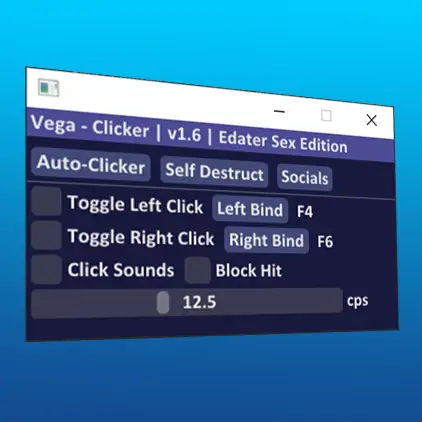 Vega - Clicker | v1.6 | Edater Sex Edition
Auto-Clicker Self Destruct Socials
Toggle Left Click Left Bind F4
Toggle Right Click Right Bind F6
Click Sounds Block Hit
12.5 cps